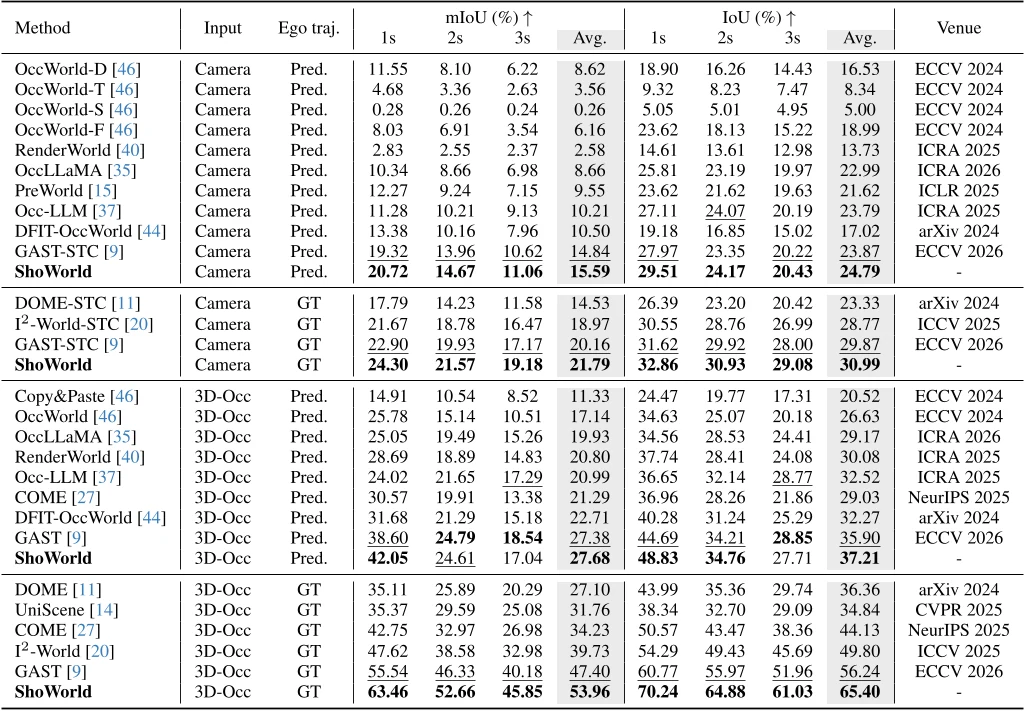 Method Input Ego traj. mIoU (%) ↑ IoU (%) ↑ Venue
1s 2s 3s Avg. 1s 2s 3s Avg.
OccWorld-D [46] Camera Pred. 11.55 8.10 6.22 8.62 18.90 16.26 14.43 16.53 ECCV 2024
OccWorld-T [46] Camera Pred. 4.68 3.36 2.63 3.56 9.32 8.23 7.47 8.34 ECCV 2024
OccWorld-S [46] Camera Pred. 0.28 0.26 0.24 0.26 5.05 5.01 4.95 5.00 ECCV 2024
OccWorld-F [46] Camera Pred. 8.03 6.91 3.54 6.16 23.62 18.13 15.22 18.99 ECCV 2024
RenderWorld [40] Camera Pred. 2.83 2.55 2.37 2.58 14.61 13.61 12.98 13.73 ICRA 2025
OccLLaMA [35] Camera Pred. 10.34 8.66 6.98 8.66 25.81 23.19 19.97 22.99 ICRA 2026
PreWorld [15] Camera Pred. 12.27 9.24 7.15 9.55 23.62 21.62 19.63 21.62 ICLR 2025
Occ-LLM [37] Camera Pred. 11.28 10.21 9.13 10.21 27.11 24.07 20.19 23.79 ICRA 2025
DFIT-OccWorld [44] Camera Pred. 13.38 10.16 7.96 10.50 19.18 16.85 15.02 17.02 arXiv 2024
GAST-STC [9] Camera Pred. 19.32 13.96 10.62 14.84 27.97 23.35 20.22 23.87 ECCV 2026
ShoWorld Camera Pred. 20.72 14.67 11.06 15.59 29.51 24.17 20.43 24.79 -
DOME-STC [11] Camera GT 17.79 14.23 11.58 14.53 26.39 23.20 20.42 23.33 arXiv 2024
I²-World-STC [20] Camera GT 21.67 18.78 16.47 18.97 30.55 28.76 26.99 28.77 ICCV 2025
GAST-STC [9] Camera GT 22.90 19.93 17.17 20.16 31.62 29.92 28.00 29.87 ECCV 2026
ShoWorld Camera GT 24.30 21.57 19.18 21.79 32.86 30.93 29.08 30.99 -
Copy&Paste [46] 3D-Occ Pred. 14.91 10.54 8.52 11.33 24.47 19.77 17.31 20.52 ECCV 2024
OccWorld [46] 3D-Occ Pred. 25.78 15.14 10.51 17.14 34.63 25.07 20.18 26.63 ECCV 2024
OccLLaMA [35] 3D-Occ Pred. 25.05 19.49 15.26 19.93 34.56 28.53 24.41 29.17 ICRA 2026
RenderWorld [40] 3D-Occ Pred. 28.69 18.89 14.83 20.80 37.74 28.41 24.08 30.08 ICRA 2025
Occ-LLM [37] 3D-Occ Pred. 24.02 21.65 17.29 20.99 36.65 32.14 28.77 32.52 ICRA 2025
COME [27] 3D-Occ Pred. 30.57 19.91 13.38 21.29 36.96 28.26 21.86 29.03 NeurIPS 2025
DFIT-OccWorld [44] 3D-Occ Pred. 31.68 21.29 15.18 22.71 40.28 31.24 25.29 32.27 arXiv 2024
GAST [9] 3D-Occ Pred. 38.60 24.79 18.54 27.38 44.69 34.21 28.85 35.90 ECCV 2026
ShoWorld 3D-Occ Pred. 42.05 24.61 17.04 27.68 48.83 34.76 27.71 37.21 -
DOME [11] 3D-Occ GT 35.11 25.89 20.29 27.10 43.99 35.36 29.74 36.36 arXiv 2024
UniScene [14] 3D-Occ GT 35.37 29.59 25.08 31.76 38.34 32.70 29.09 34.84 CVPR 2025
COME [27] 3D-Occ GT 42.75 32.97 26.98 34.23 50.57 43.47 38.36 44.13 NeurIPS 2025
I²-World [20] 3D-Occ GT 47.62 38.58 32.98 39.73 54.29 49.43 45.69 49.80 ICCV 2025
GAST [9] 3D-Occ GT 55.54 46.33 40.18 47.40 60.77 55.97 51.96 56.24 ECCV 2026
ShoWorld 3D-Occ GT 63.46 52.66 45.85 53.96 70.24 64.88 61.03 65.40 -